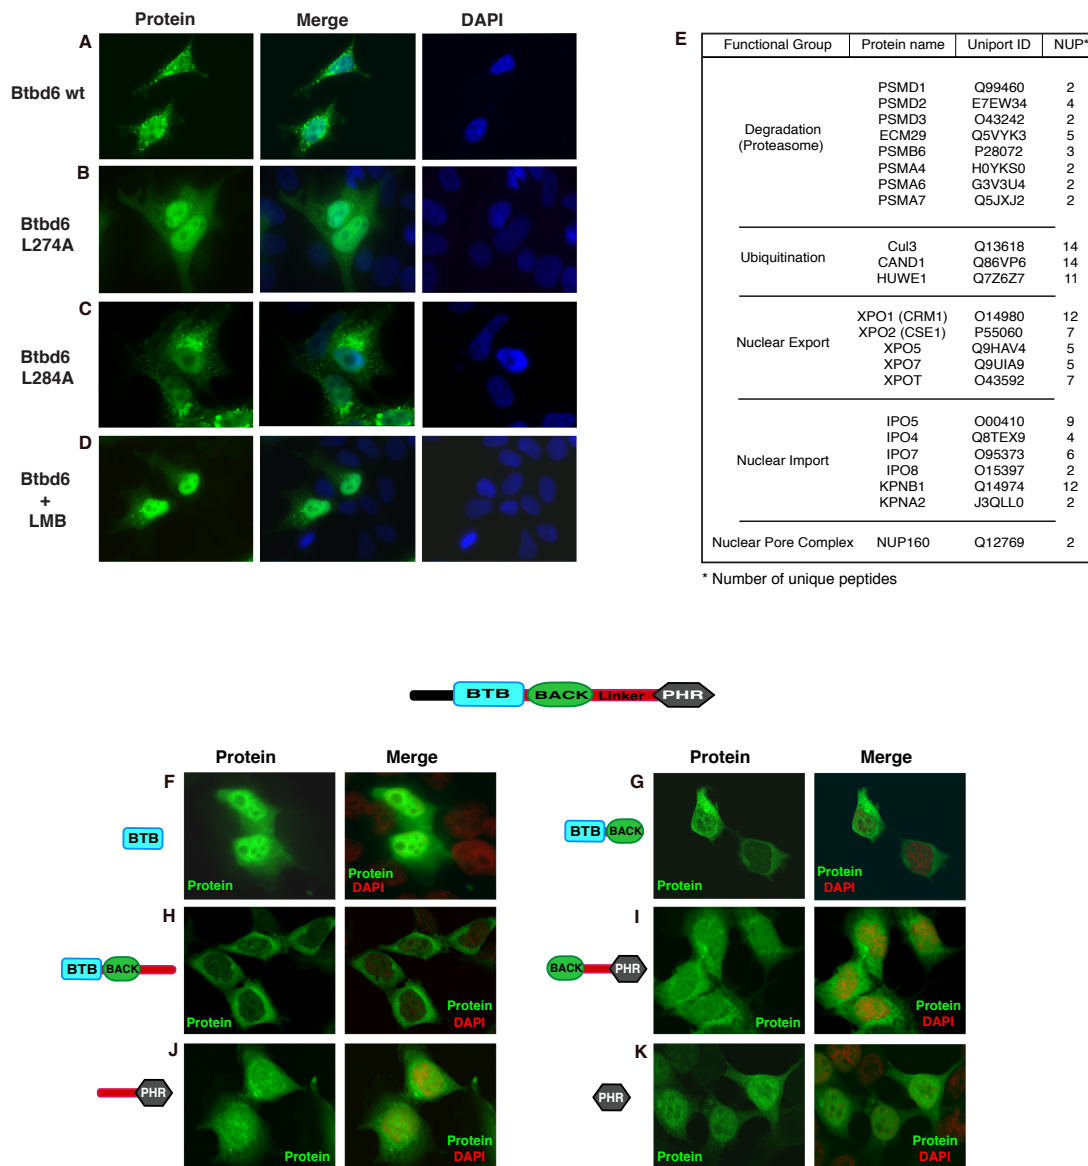 Protein Merge DAPI
A
Btbd6 wt
B
Btbd6
L274A
C
Btbd6
L284A
D
Btbd6
+
LMB
E
Functional Group Protein name Uniport ID NUP*
Degradation
(Proteasome)
PSMD1 Q99460 2
PSMD2 E7EW34 4
PSMD3 O43242 2
ECM29 Q5VYK3 5
PSMB6 P28072 3
PSMA4 H0YKS0 2
PSMA6 G3V3U4 2
PSMA7 Q5JXJ2 2
Ubiquitination
Cul3 Q13618 14
CAND1 Q86VP6 14
HUWE1 Q7Z6Z7 11
Nuclear Export
XPO1 (CRM1) O14980 12
XPO2 (CSE1) P55060 7
XPO5 Q9HAV4 5
XPO7 Q9UIA9 5
XPOT O43592 7
Nuclear Import
IPO5 O00410 9
IPO4 Q8TEX9 4
IPO7 O95373 6
IPO8 O15397 2
KPNB1 Q14974 12
KPNA2 J3QLL0 2
Nuclear Pore Complex NUP160 Q12769 2
* Number of unique peptides
BTB BACK Linker PHR
Protein Merge
F
BTB
Protein
Protein
DAPI
Protein Merge
G
BTB BACK
Protein
Protein
DAPI
H
BTB BACK
Protein
Protein
DAPI
I
BACK PHR
Protein
Protein
DAPI
J
PHR
Protein
Protein
DAPI
K
PHR
Protein
Protein
DAPI